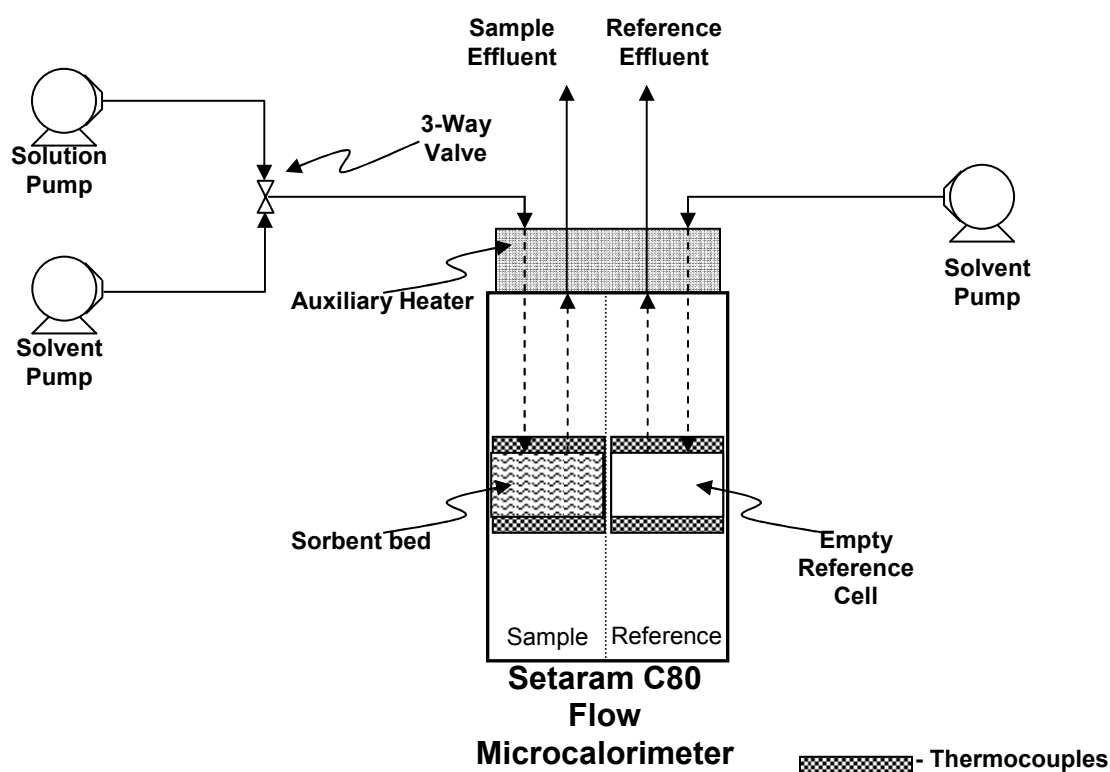 Sample
Effluent
Reference
Effluent
3-Way
Valve
Solution
Pump
Solvent
Pump
Auxiliary Heater
Solvent
Pump
Sorbent bed
Empty
Reference
Cell
Sample
Reference
Setaram C80
Flow
Microcalorimeter
- Thermocouples